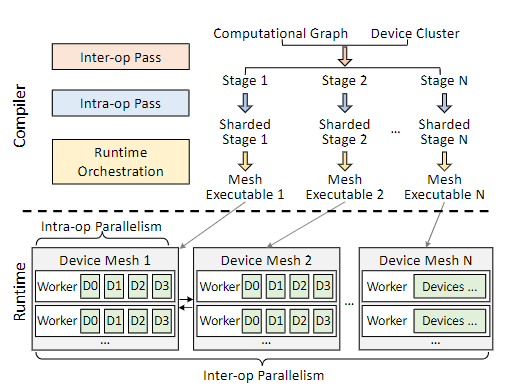 Computational Graph Device Cluster
Inter-op Pass
Stage 1 Stage 2 Stage N
Intra-op Pass
Sharded Stage 1
Sharded Stage 2
...
Sharded Stage N
Runtime Orchestration
Mesh Executable 1
Mesh Executable 2
Mesh Executable N
Compiler
Intra-op Parallelism
Runtime
Device Mesh 1
Worker D0 D1 D2 D3
Worker D0 D1 D2 D3
...
Device Mesh 2
Worker D0 D1 D2 D3
Worker D0 D1 D2 D3
...
...
Device Mesh N
Worker Devices ...
Worker Devices ...
...
Inter-op Parallelism